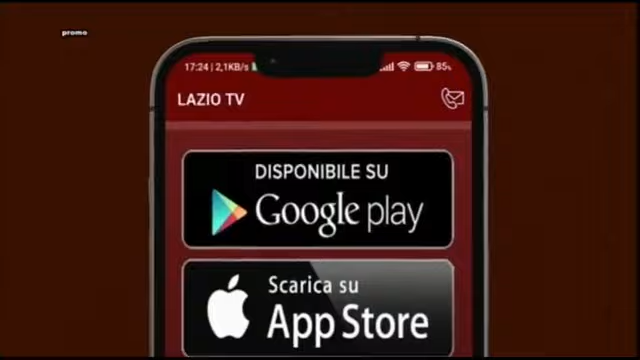 promo
17:24 | 2,1KB/s
85%
LAZIO TV
DISPONIBILE SU
Google play
Scarica su
App Store